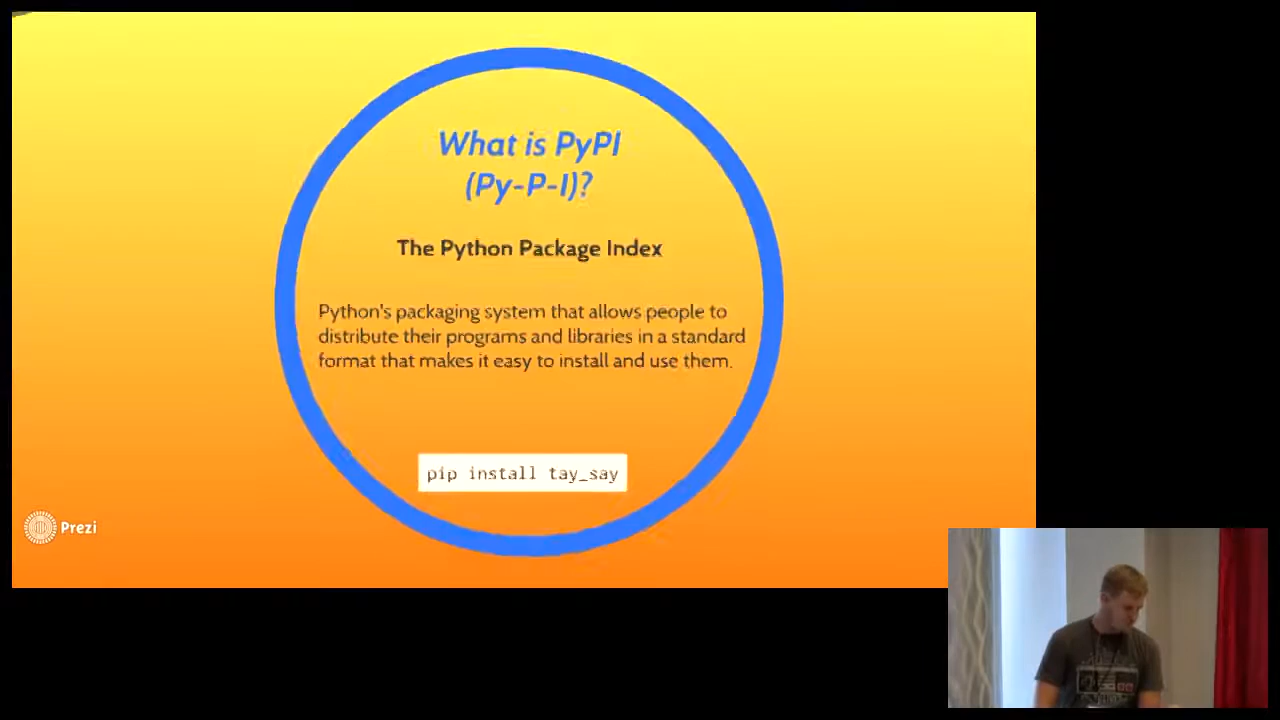 What is PyPI
(Py-P-I)?
The Python Package Index
Python's packaging system that allows people to
distribute their programs and libraries in a standard
format that makes it easy to install and use them.
pip install tay_say
Prezi